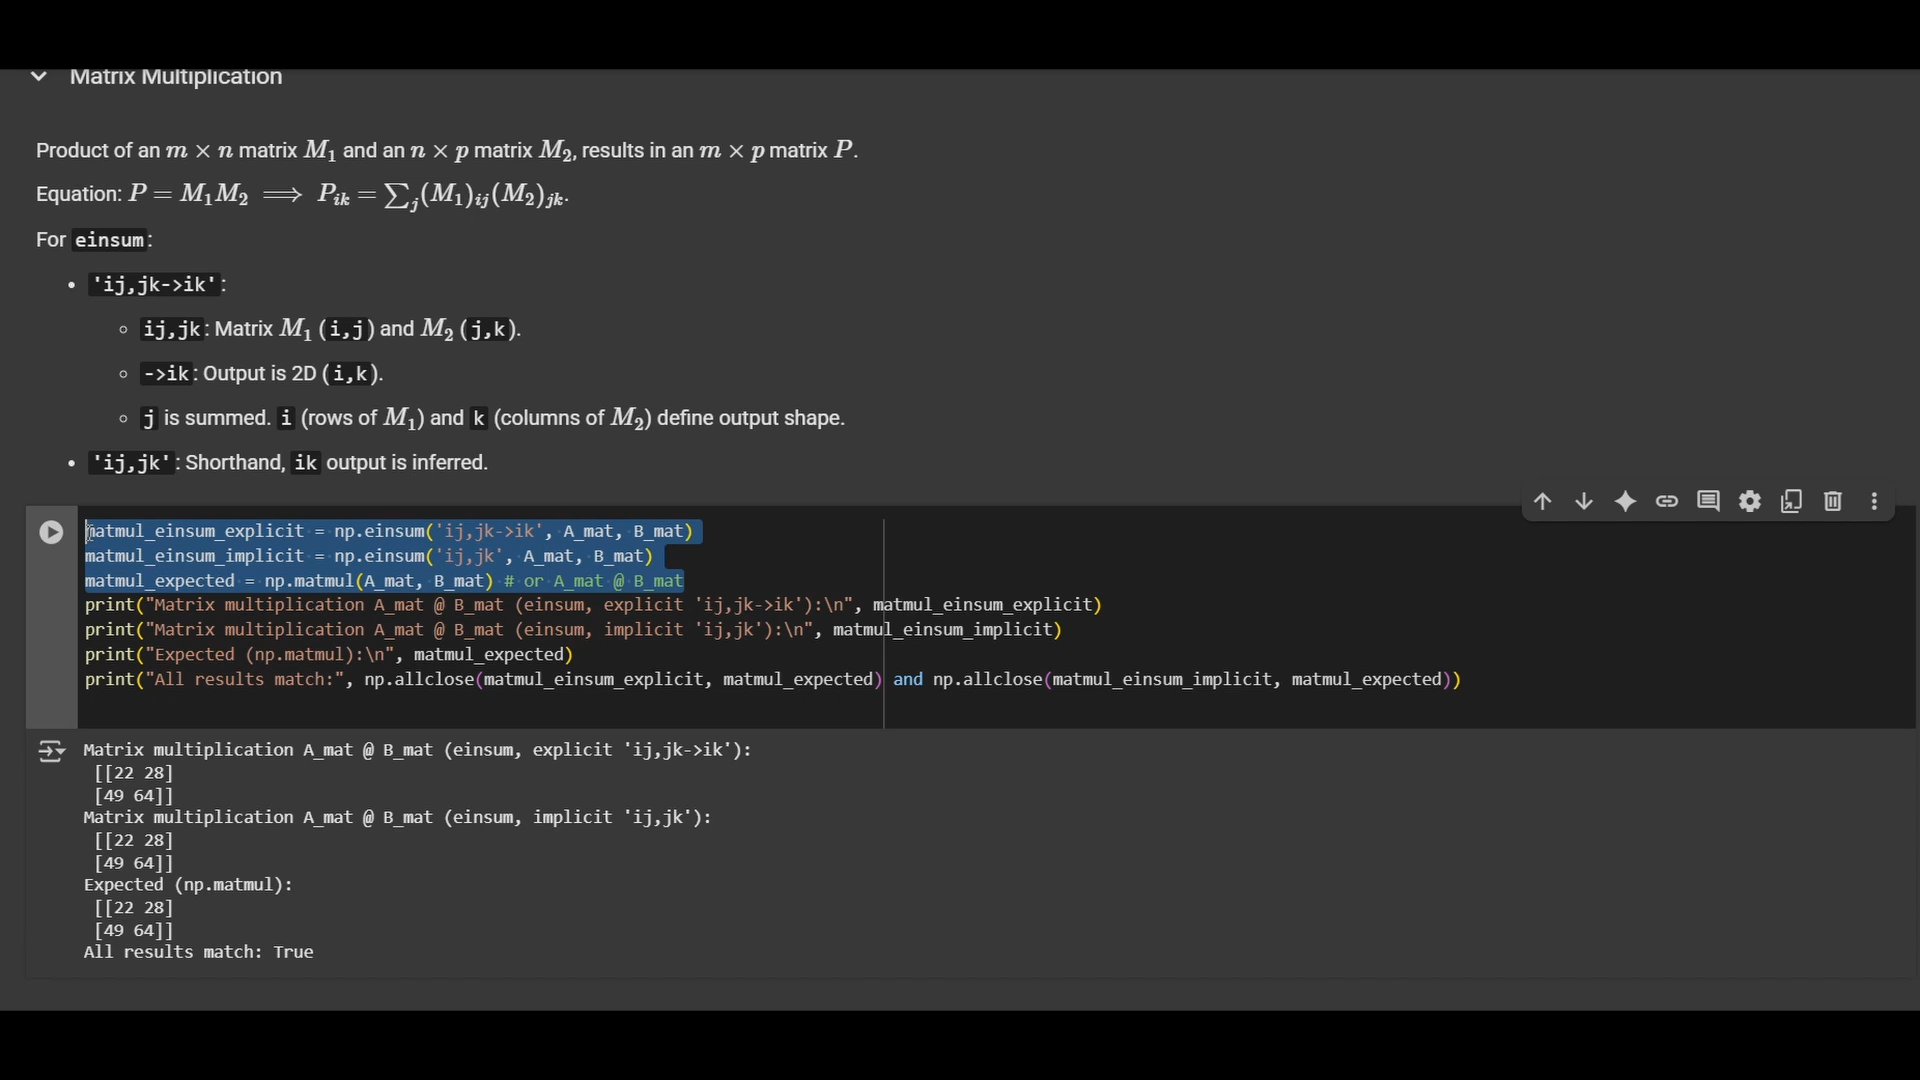 Matrix Multiplication
Product of an m × n matrix M₁ and an n × p matrix M₂, results in an m × p matrix P.
Equation: P = M₁M₂ ⟹ Pᵢₖ = ∑ⱼ(M₁)ᵢⱼ(M₂)ⱼₖ.
For einsum:
• 'ij,jk->ik':
◦ ij,jk: Matrix M₁ (i,j) and M₂ (j,k).
◦ ->ik: Output is 2D (i,k).
◦ j is summed. i (rows of M₁) and k (columns of M₂) define output shape.
• 'ij,jk': Shorthand, ik output is inferred.
matmul_einsum_explicit = np.einsum('ij,jk->ik', A_mat, B_mat)
matmul_einsum_implicit = np.einsum('ij,jk', A_mat, B_mat)
matmul_expected = np.matmul(A_mat, B_mat) # or A_mat @ B_mat
print("Matrix multiplication A_mat @ B_mat (einsum, explicit 'ij,jk->ik'):\n", matmul_einsum_explicit)
print("Matrix multiplication A_mat @ B_mat (einsum, implicit 'ij,jk'):\n", matmul_einsum_implicit)
print("Expected (np.matmul):\n", matmul_expected)
print("All results match:", np.allclose(matmul_einsum_explicit, matmul_expected) and np.allclose(matmul_einsum_implicit, matmul_expected))
Matrix multiplication A_mat @ B_mat (einsum, explicit 'ij,jk->ik'):
[[22 28]
[49 64]]
Matrix multiplication A_mat @ B_mat (einsum, implicit 'ij,jk'):
[[22 28]
[49 64]]
Expected (np.matmul):
[[22 28]
[49 64]]
All results match: True